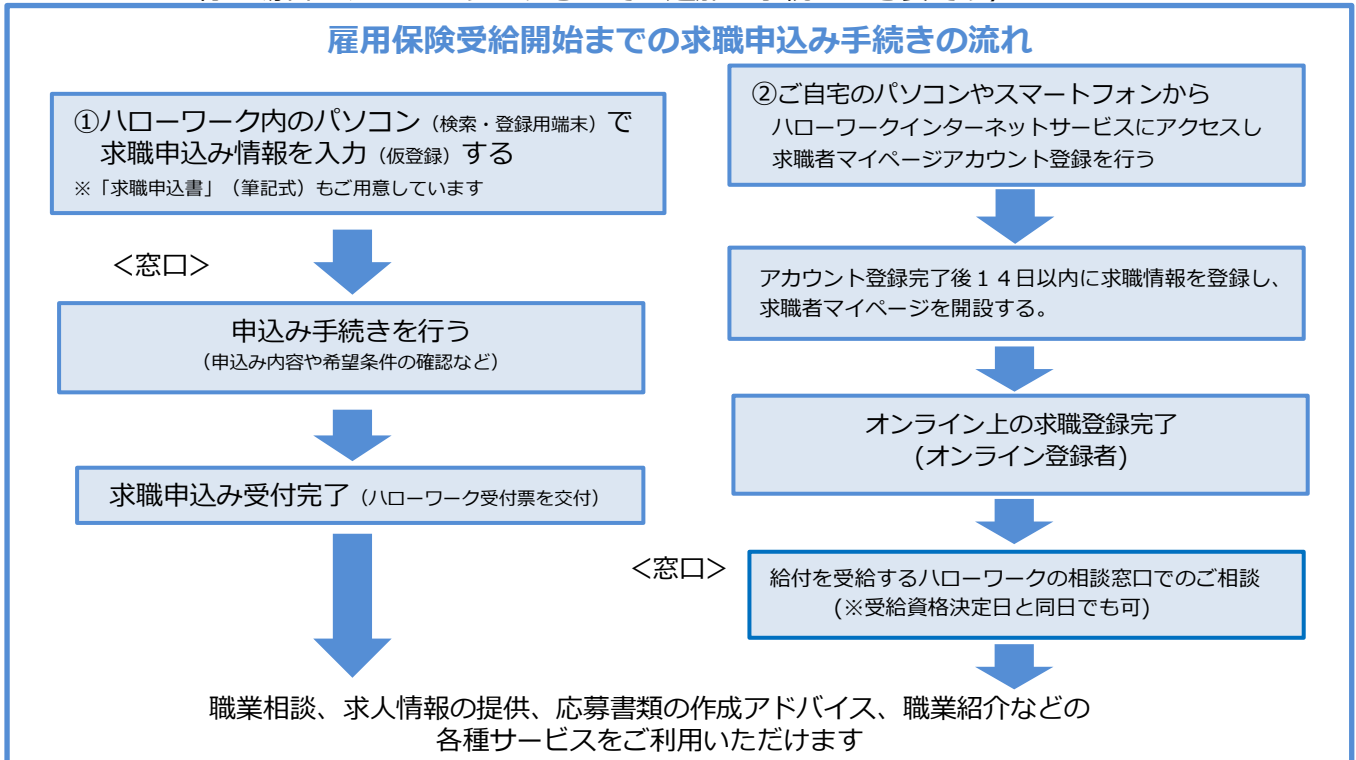 雇用保険受給開始までの求職申込み手続きの流れ
①ハローワーク内のパソコン（検索・登録用端末）で
求職申込み情報を入力（仮登録）する
※「求職申込書」（筆記式）もご用意しています
＜窓口＞
申込み手続きを行う
（申込み内容や希望条件の確認など）
求職申込み受付完了（ハローワーク受付票を交付）
②ご自宅のパソコンやスマートフォンから
ハローワークインターネットサービスにアクセスし
求職者マイページアカウント登録を行う
アカウント登録完了後１４日以内に求職情報を登録し、
求職者マイページを開設する。
オンライン上の求職登録完了
(オンライン登録者)
＜窓口＞
給付を受給するハローワークの相談窓口でのご相談
(※受給資格決定日と同日でも可)
職業相談、求人情報の提供、応募書類の作成アドバイス、職業紹介などの
各種サービスをご利用いただけます